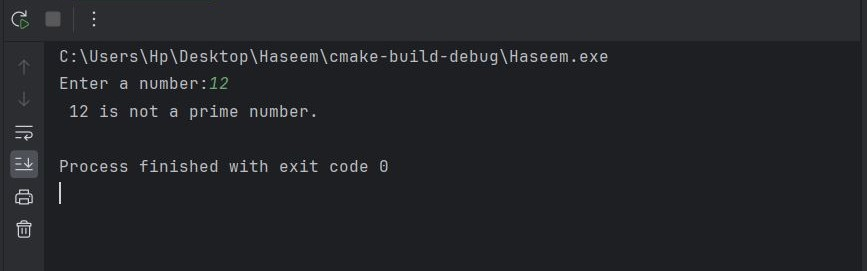 C:\Users\Hp\Desktop\Haseem\cmake-build-debug\Haseem.exe
Enter a number:12
 12 is not a prime number.
Process finished with exit code 0